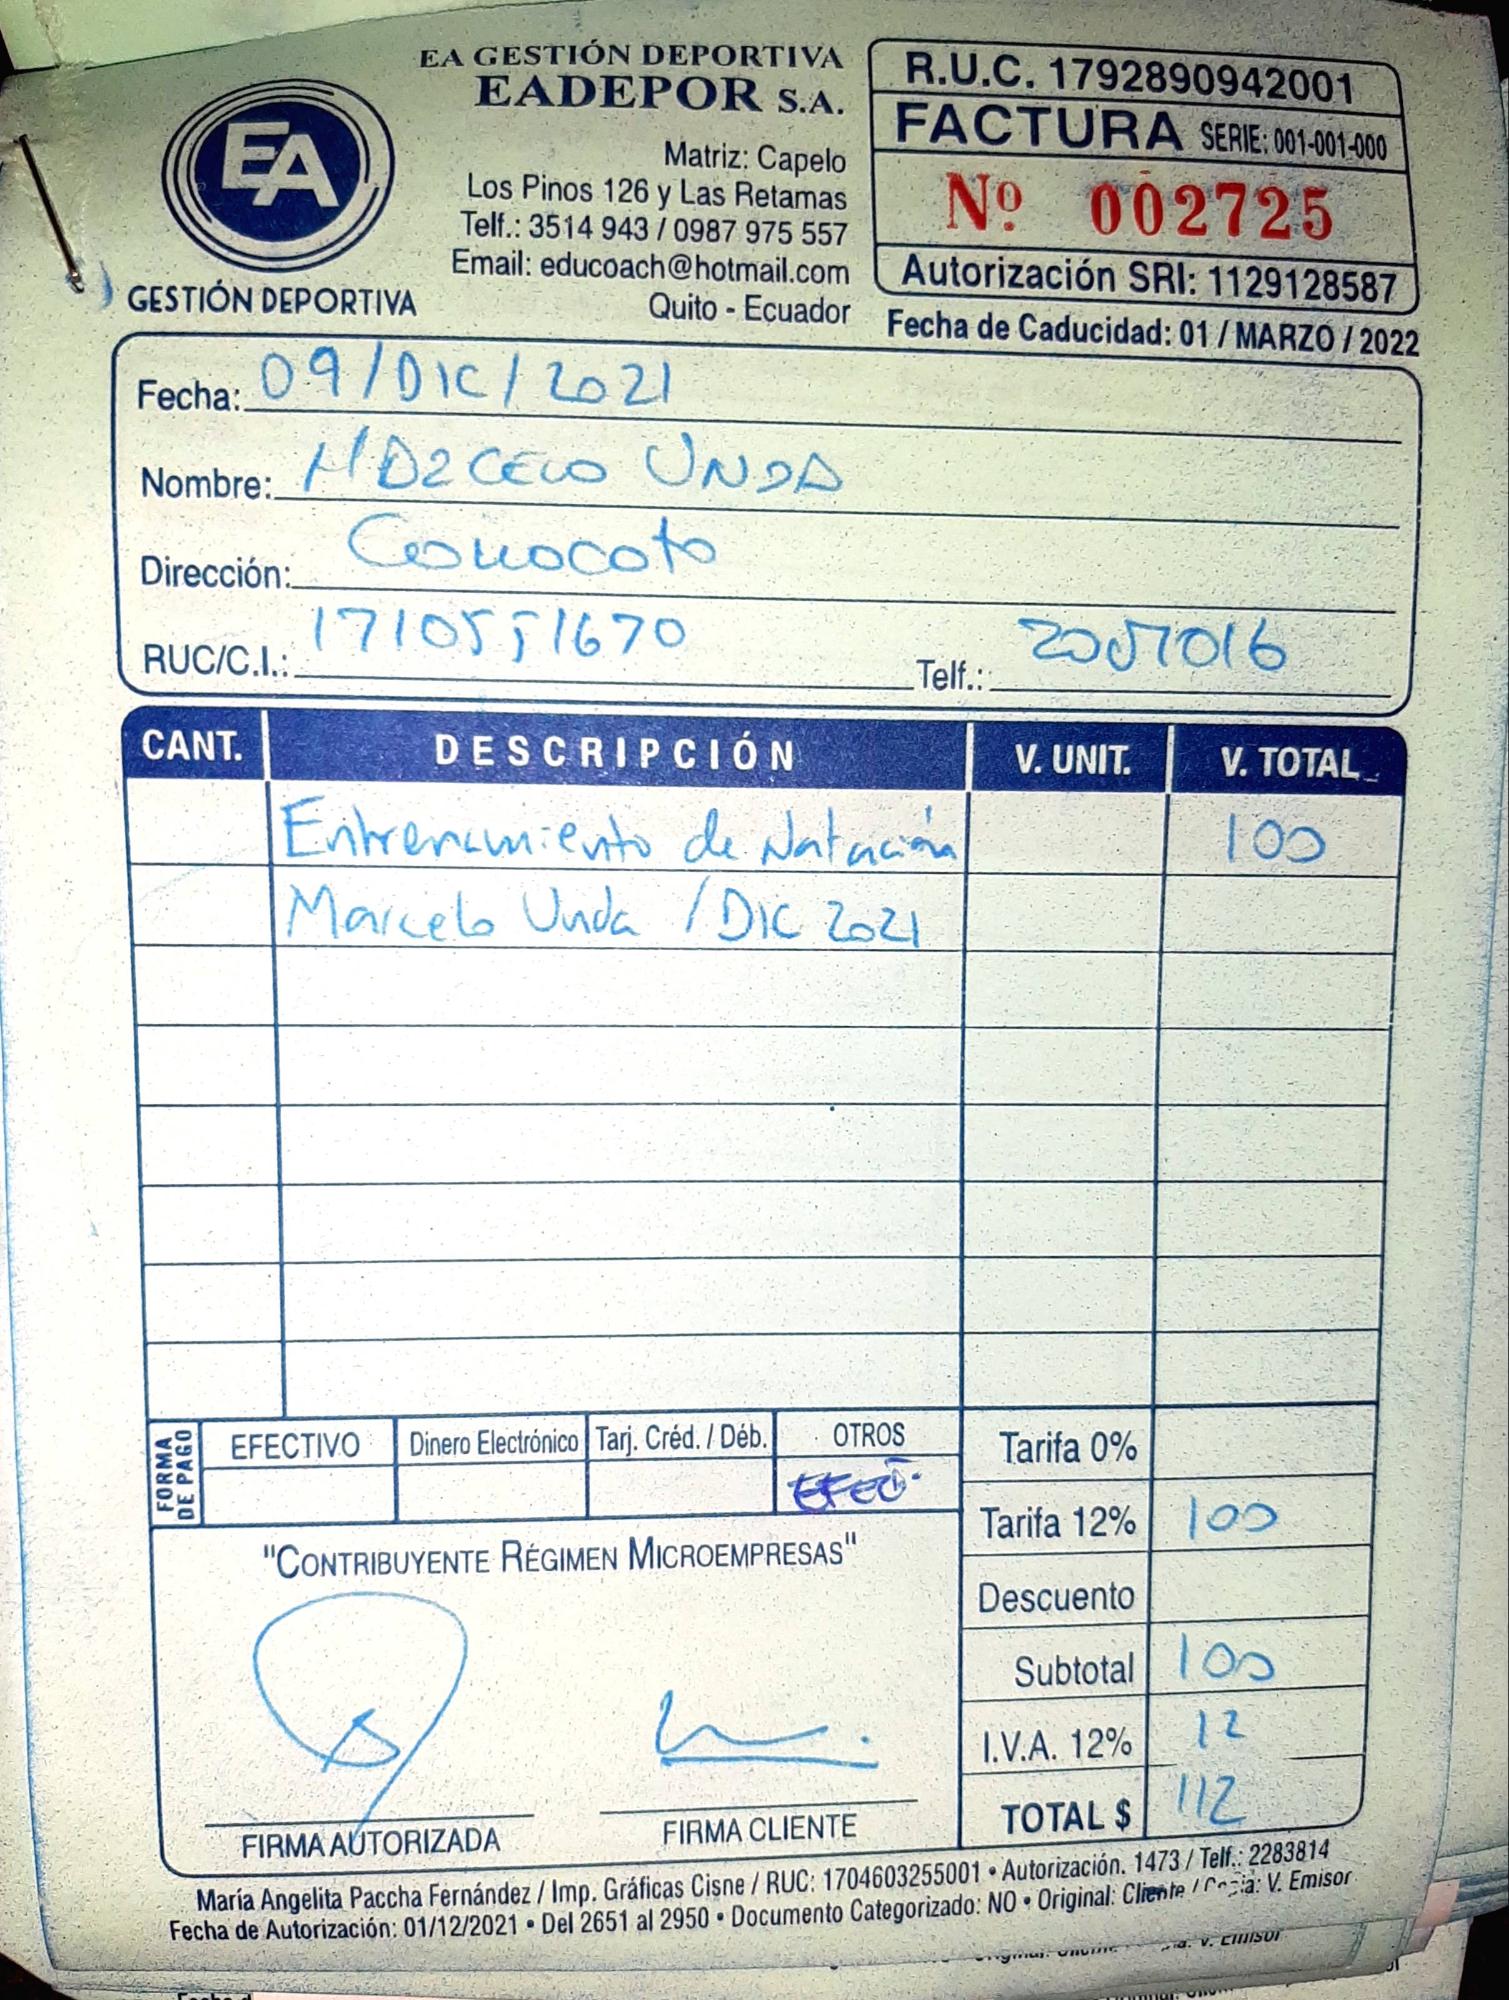 EA GESTIÓN DEPORTIVA
EADEPOR S.A.
EA
GESTIÓN DEPORTIVA
Matriz: Capelo
Los Pinos 126 y Las Retamas
Telf.: 3514 943 / 0987 975 557
Email: educoach@hotmail.com
Quito - Ecuador
R.U.C. 1792890942001
FACTURA SERIE: 001-001-000
Nº 002725
Autorización SRI: 1129128587
Fecha de Caducidad: 01 / MARZO / 2022
Fecha: 09/DIC/2021
Nombre: MARCELO UNDA
Dirección: Conocoto
RUC/C.I.: 1710551670 Telf.:
CANT. DESCRIPCIÓN V. UNIT. V. TOTAL
Entrenamiento de Natación 100
Marcelo Unda / DIC 2021
FORMA DE PAGO
EFECTIVO Dinero Electrónico Tarj. Créd. / Déb. OTROS
EFEC.
Tarifa 0%
Tarifa 12% 100
Descuento
Subtotal 100
I.V.A. 12% 12
TOTAL $ 112
"CONTRIBUYENTE RÉGIMEN MICROEMPRESAS"
FIRMA AUTORIZADA FIRMA CLIENTE
María Angelita Paccha Fernández / Imp. Gráficas Cisne / RUC: 1704603255001 • Autorización. 1473 / Telf.: 2283814
Fecha de Autorización: 01/12/2021 • Del 2651 al 2950 • Documento Categorizado: NO • Original: Cliente / Copia: V. Emisor